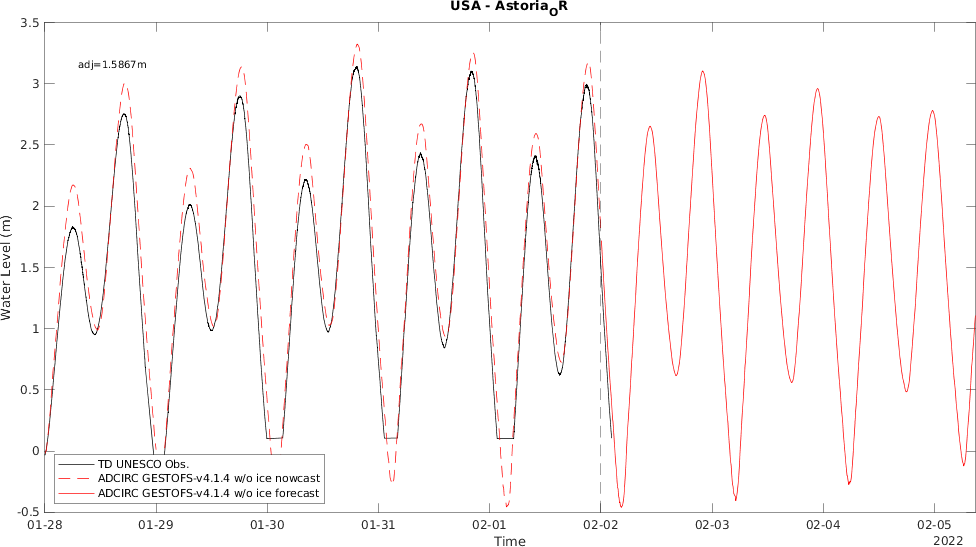 USA - Astoria_OR
3.5
adj=1.5867m
3
2.5
2
Water Level (m)
1.5
1
0.5
0
TD UNESCO Obs.
ADCIRC GESTOFS-v4.1.4 w/o ice nowcast
ADCIRC GESTOFS-v4.1.4 w/o ice forecast
-0.5
01-28 01-29 01-30 01-31 02-01 02-02 02-03 02-04 02-05
Time 2022